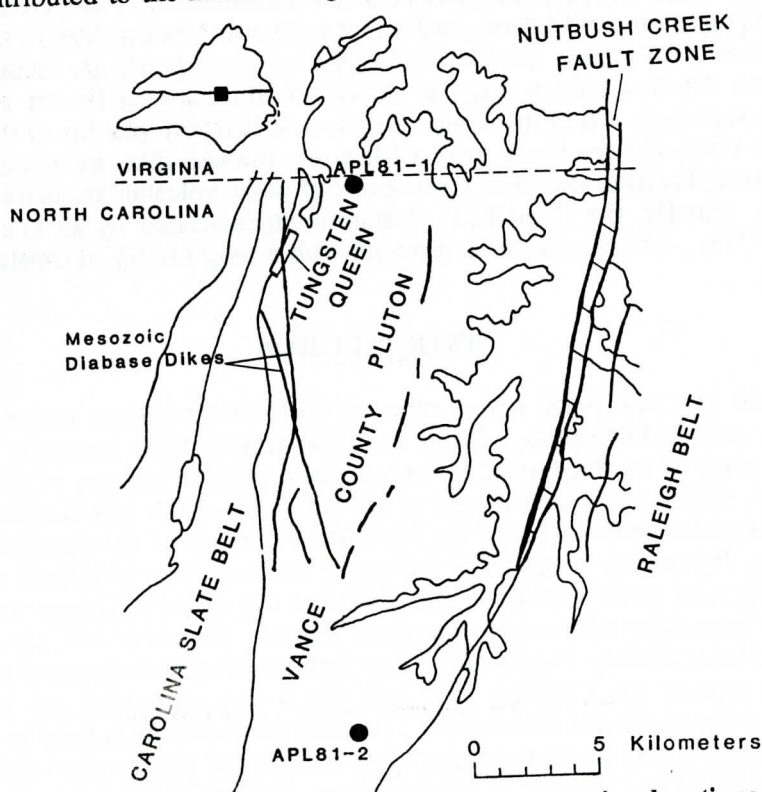 NUTBUSH CREEK
FAULT ZONE
VIRGINIA
APL81-1
NORTH CAROLINA
TUNGSTEN
QUEEN
Mesozoic
Diabase Dikes
VANCE COUNTY PLUTON
CAROLINA SLATE BELT
RALEIGH BELT
APL81-2
0 5 Kilometers